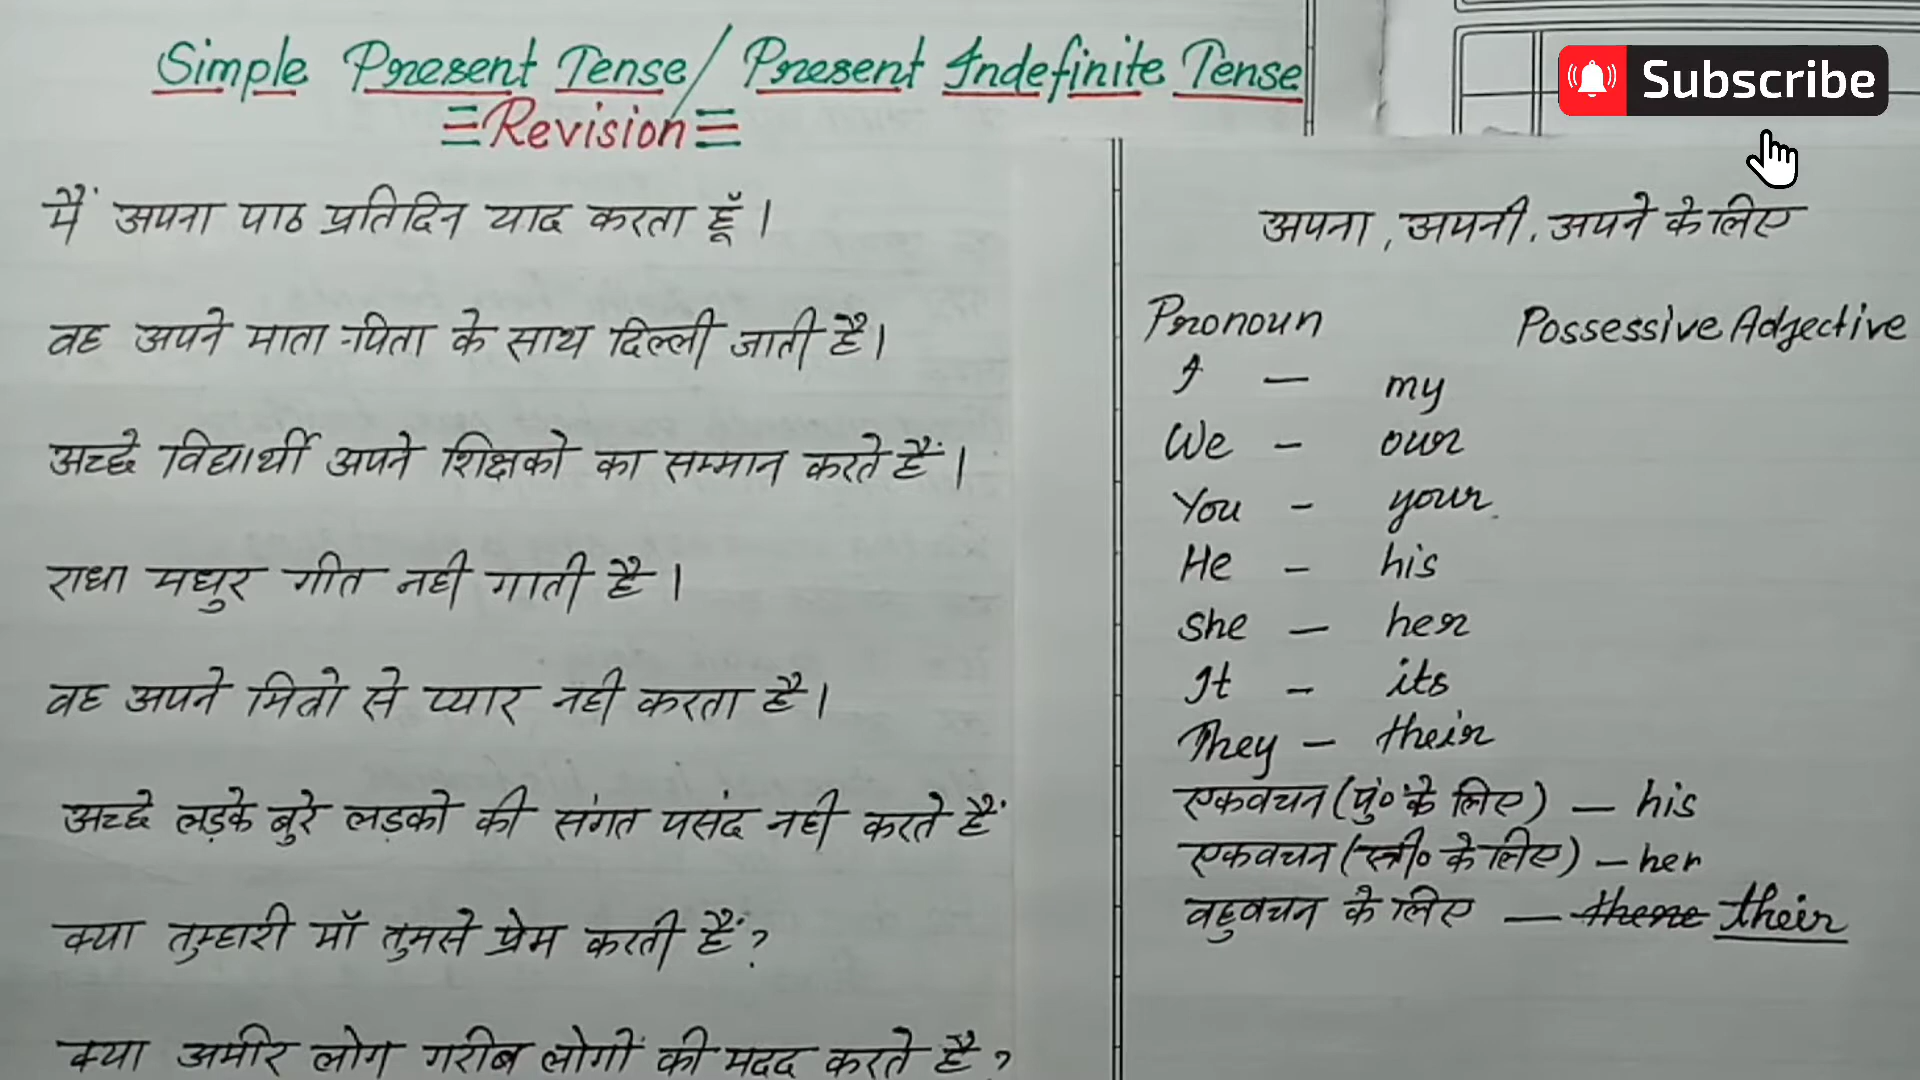 Simple Present Tense/ Present Indefinite Tense
Revision
Subscribe
मैं अपना पाठ प्रतिदिन याद करता हूँ।
वह अपने माता-पिता के साथ दिल्ली जाती है।
अच्छे विद्यार्थी अपने शिक्षको का सम्मान करते हैं।
राधा मधुर गीत नही गाती है।
वह अपने मित्रो से प्यार नही करता है।
अच्छे लड़के बुरे लड़को की संगत पसंद नही करते हैं
क्या तुम्हारी माँ तुमसे प्रेम करती हैं?
क्या अमीर लोग गरीब लोगों की मदद करते है?
अपना, अपनी, अपने के लिए
Pronoun Possessive Adjective
I — my
We – our
You – your
He – his
She — her
It – its
They – their
एकवचन (पुं० के लिए) — his
एकवचन (स्त्री० के लिए) – her
बहुवचन के लिए — there their